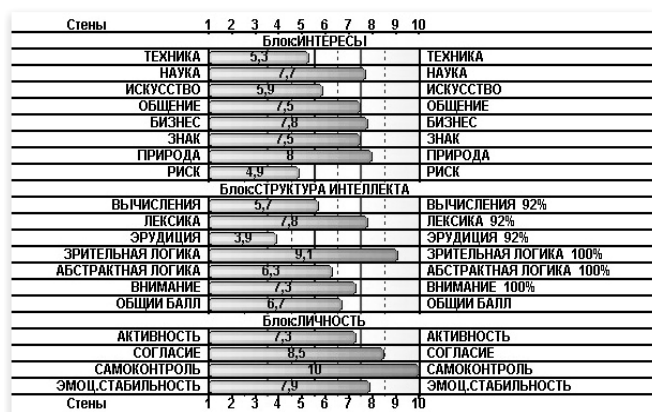 Стены 1 2 3 4 5 6 7 8 9 10
БлокИНТЕРЕСЫ
ТЕХНИКА 5,3 ТЕХНИКА
НАУКА 7,7 НАУКА
ИСКУССТВО 5,9 ИСКУССТВО
ОБЩЕНИЕ 7,5 ОБЩЕНИЕ
БИЗНЕС 7,8 БИЗНЕС
ЗНАК 7,5 ЗНАК
ПРИРОДА 8 ПРИРОДА
РИСК 4,9 РИСК
БлокСТРУКТУРА ИНТЕЛЛЕКТА
ВЫЧИСЛЕНИЯ 5,7 ВЫЧИСЛЕНИЯ 92%
ЛЕКСИКА 7,8 ЛЕКСИКА 92%
ЭРУДИЦИЯ 3,9 ЭРУДИЦИЯ 92%
ЗРИТЕЛЬНАЯ ЛОГИКА 9,1 ЗРИТЕЛЬНАЯ ЛОГИКА 100%
АБСТРАКТНАЯ ЛОГИКА 6,3 АБСТРАКТНАЯ ЛОГИКА 100%
ВНИМАНИЕ 7,3 ВНИМАНИЕ 100%
ОБЩИЙ БАЛЛ 6,7 ОБЩИЙ БАЛЛ
БлокЛИЧНОСТЬ
АКТИВНОСТЬ 7,3 АКТИВНОСТЬ
СОГЛАСИЕ 8,5 СОГЛАСИЕ
САМОКОНТРОЛЬ 10 САМОКОНТРОЛЬ
ЭМОЦ.СТАБИЛЬНОСТЬ 7,9 ЭМОЦ.СТАБИЛЬНОСТЬ
Стены 1 2 3 4 5 6 7 8 9 10